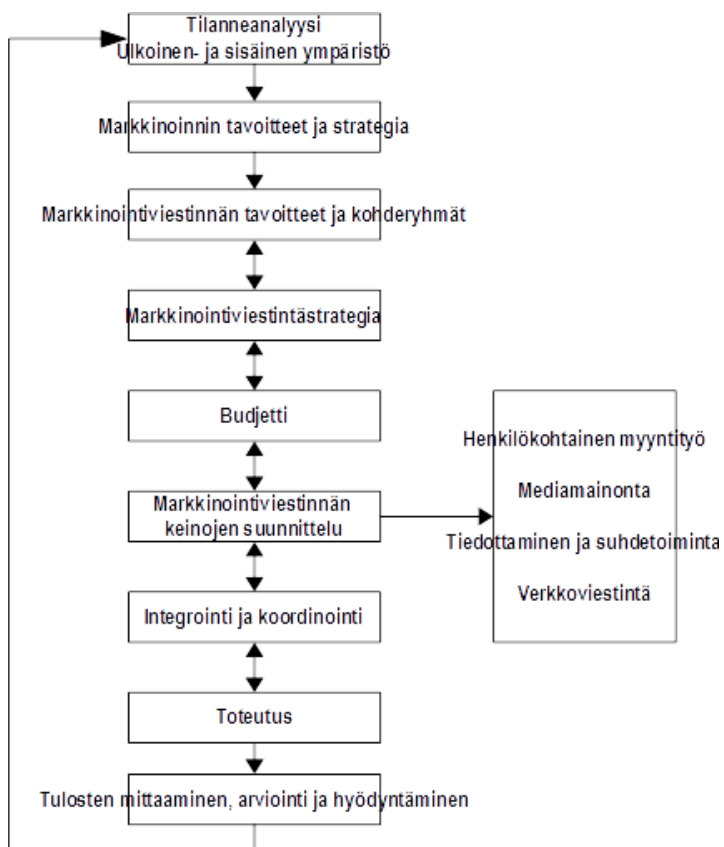 Tilanneanalyysi
Ulkoinen- ja sisäinen ympäristö
Markkinoinnin tavoitteet ja strategia
Markkinointiviestinnän tavoitteet ja kohderyhmät
Markkinointiviestintästrategia
Budjetti
Markkinointiviestinnän
keinojen suunnittelu
Henkilökohtainen myyntityö
Mediamainonta
Tiedottaminen ja suhdetoiminta
Verkkoviestintä
Integrointi ja koordinointi
Toteutus
Tulosten mittaaminen, arviointi ja hyödyntäminen